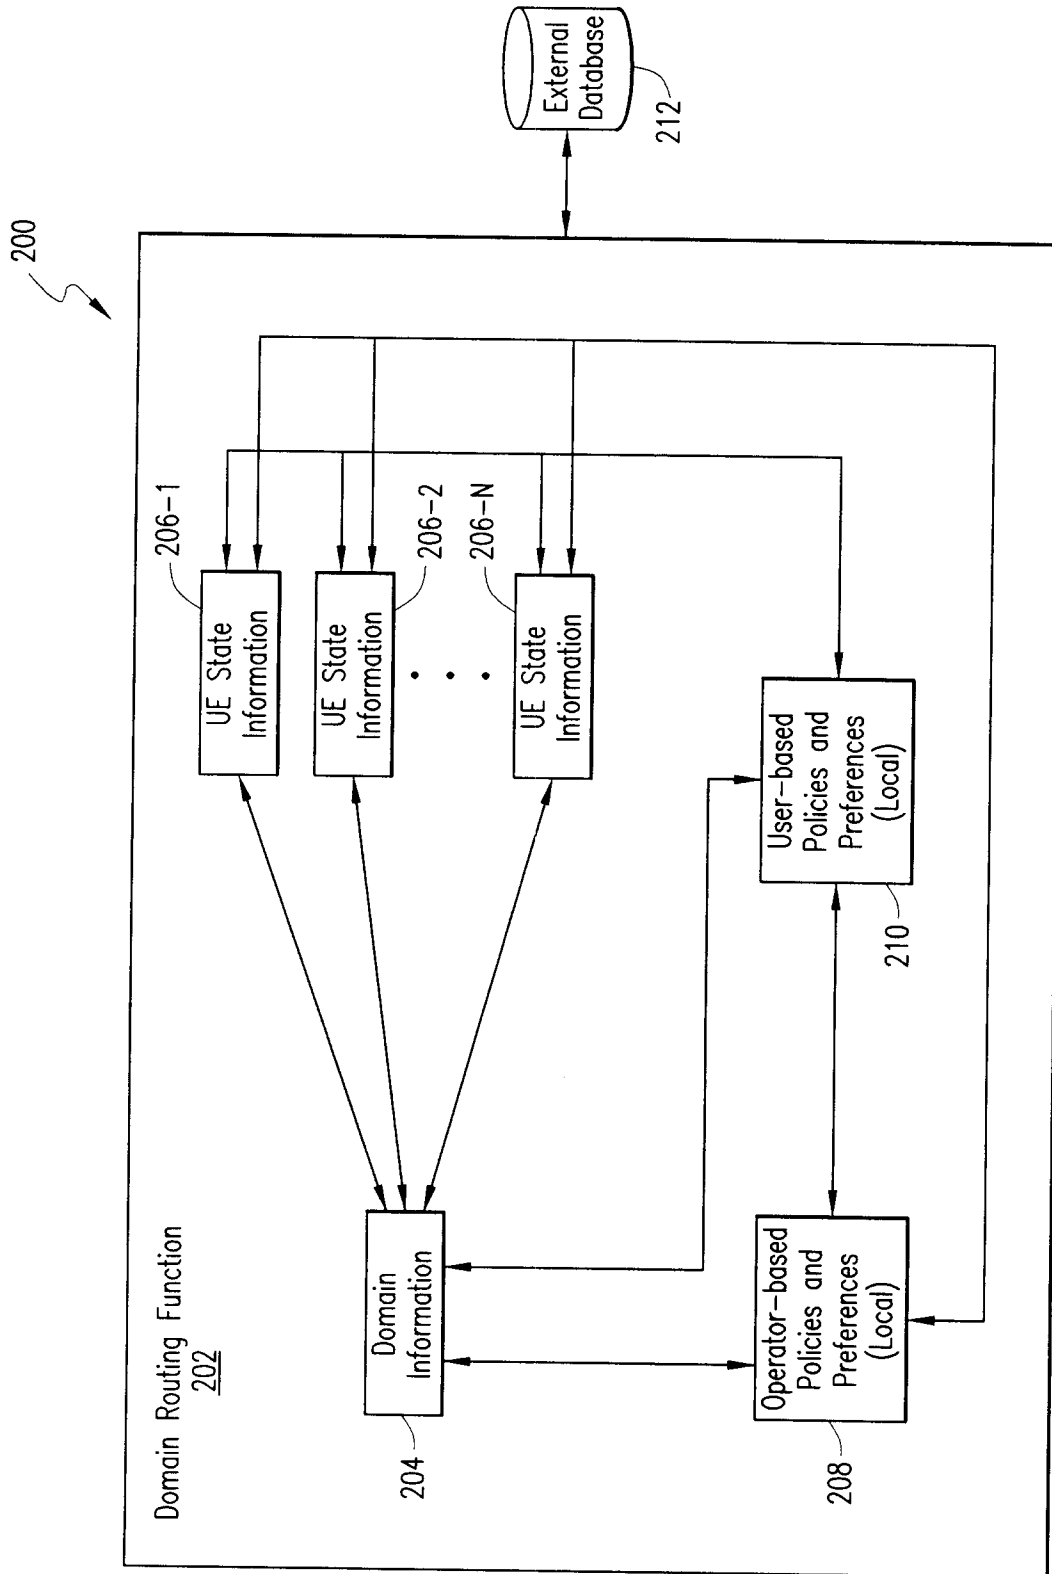 200
Domain Routing Function
202
UE State
Information
206-1
UE State
Information
206-2
UE State
Information
206-N
Domain
Information
204
External
Database
212
Operator-based
Policies and
Preferences
(Local)
208
User-based
Policies and
Preferences
(Local)
210